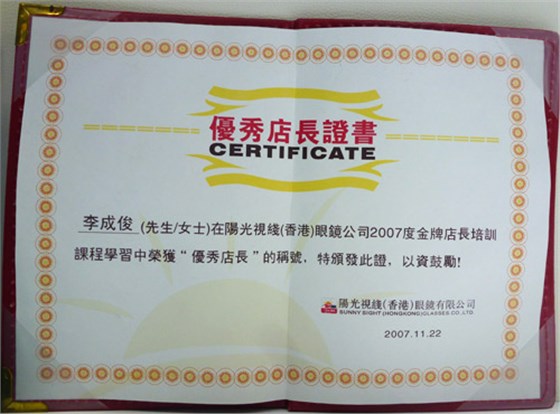 優秀店長證書
CERTIFICATE
李成俊 (先生/女士)在陽光視綫(香港)眼鏡公司2007度金牌店長培訓
課程學習中榮獲“優秀店長”的稱號，特頒發此證，以資鼓勵!
陽光視綫(香港)眼鏡有限公司
SUNNY SIGHT (HONGKONG) GLASSES CO.,LTD
2007.11.22